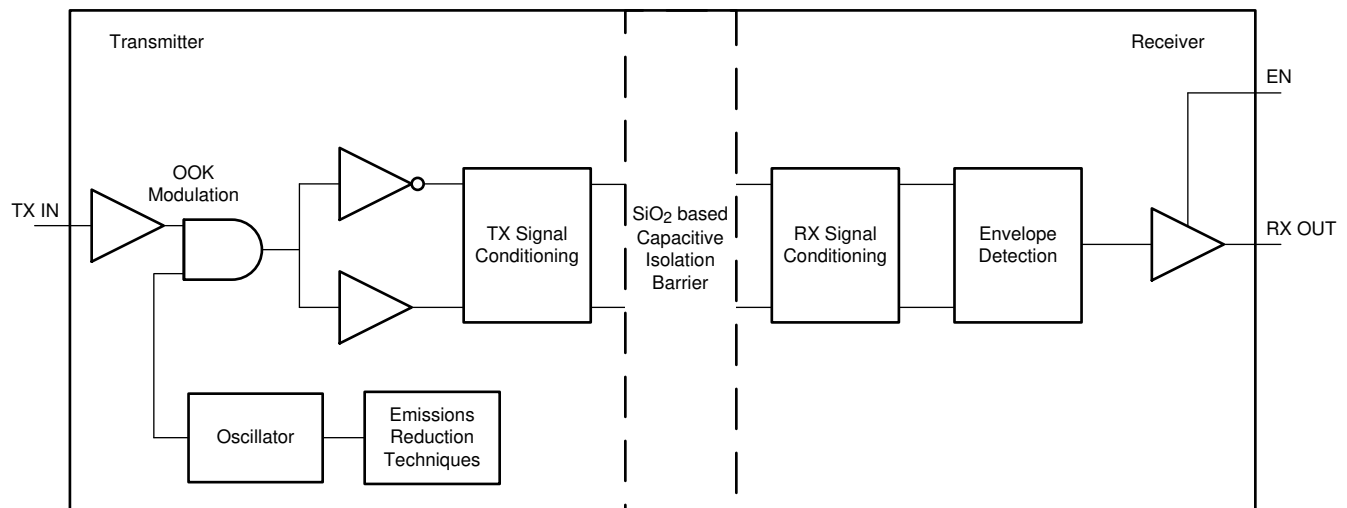 Transmitter
Receiver
EN
OOK
Modulation
TX IN
TX Signal
Conditioning
SiO2 based
Capacitive
Isolation
Barrier
RX Signal
Conditioning
Envelope
Detection
RX OUT
Oscillator
Emissions
Reduction
Techniques